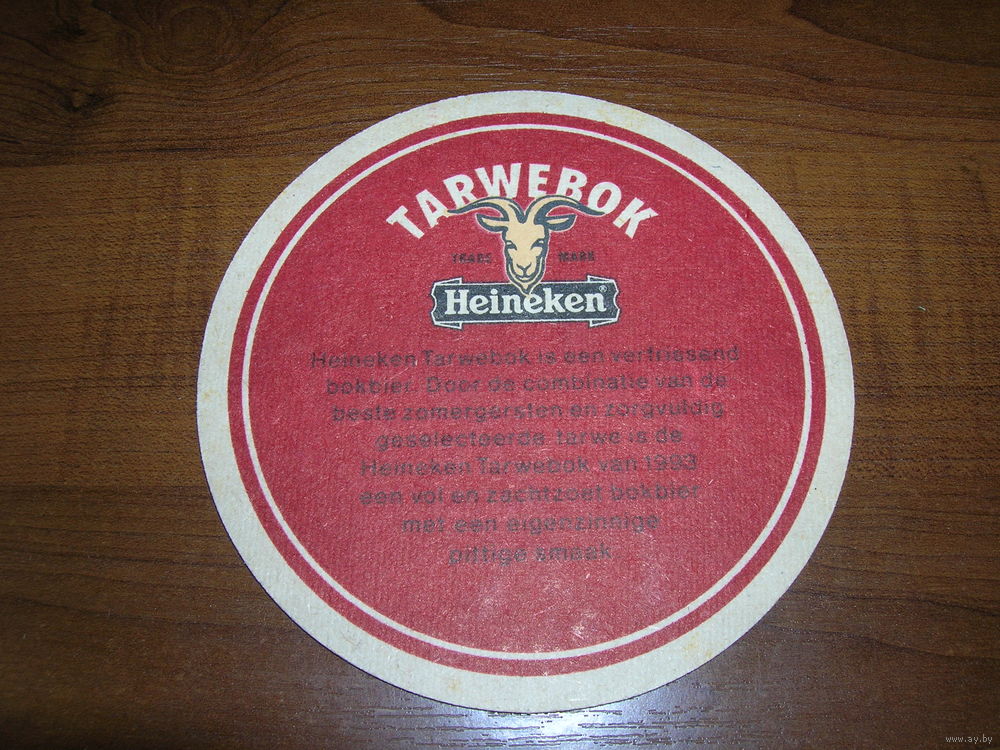 TARWEBOK
TRADE MARK
Heineken®
Heineken Tarwebok is een verfrissend
bokbier. Door de combinatie van de
beste zomergersten en zorgvuldig
geselecteerde tarwe is de
Heineken Tarwebok van 1993
een vol en zachtzoet bokbier
met een eigenzinnige
pittige smaak.
www.ay.by